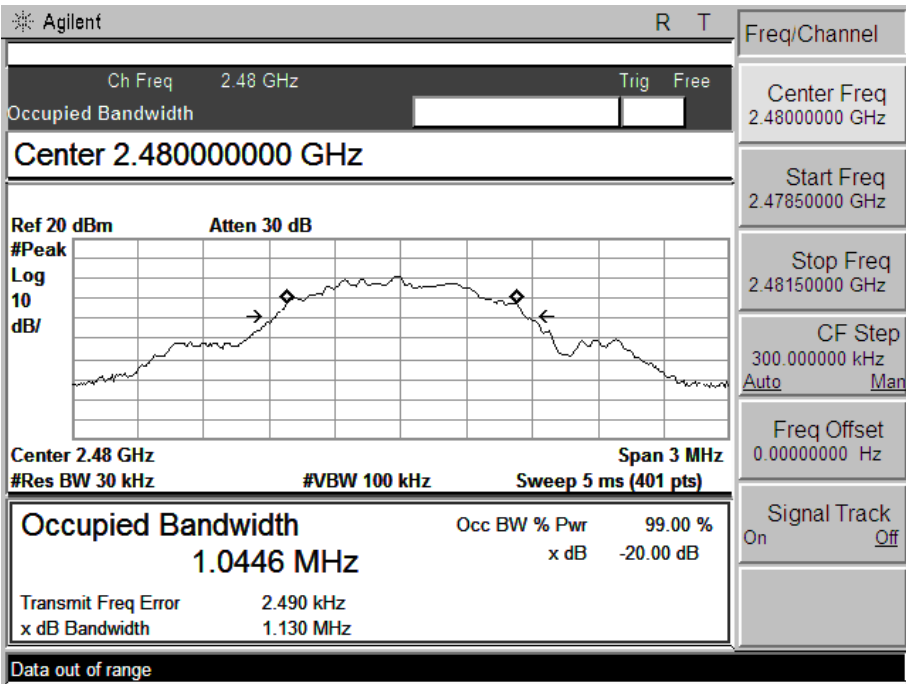 Agilent R T
Freq/Channel
Ch Freq 2.48 GHz Trig Free
Occupied Bandwidth
Center 2.480000000 GHz
Ref 20 dBm Atten 30 dB
#Peak
Log
10
dB/
Center 2.48 GHz Span 3 MHz
#Res BW 30 kHz #VBW 100 kHz Sweep 5 ms (401 pts)
Occupied Bandwidth
1.0446 MHz
Occ BW % Pwr 99.00 %
x dB -20.00 dB
Transmit Freq Error 2.490 kHz
x dB Bandwidth 1.130 MHz
Data out of range
Center Freq
2.48000000 GHz
Start Freq
2.47850000 GHz
Stop Freq
2.48150000 GHz
CF Step
300.000000 kHz
Auto Man
Freq Offset
0.00000000 Hz
Signal Track
On Off